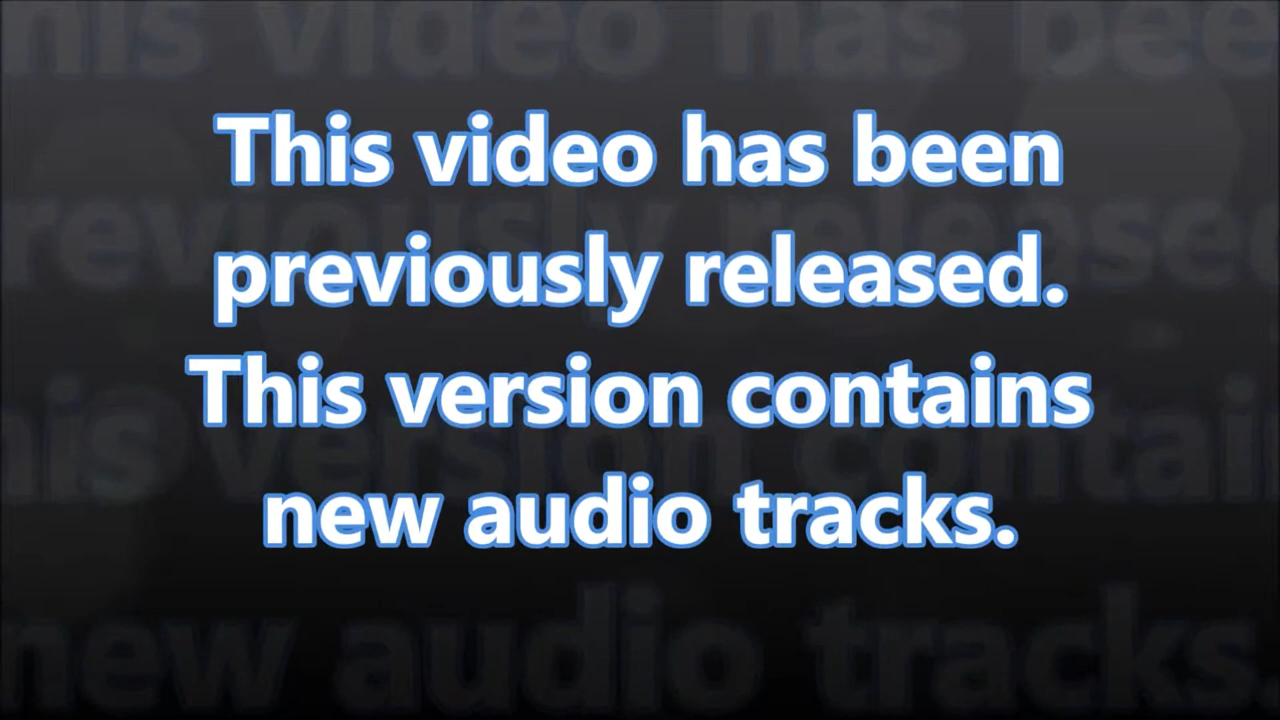 This video has been
previously released.
This version contains
new audio tracks.